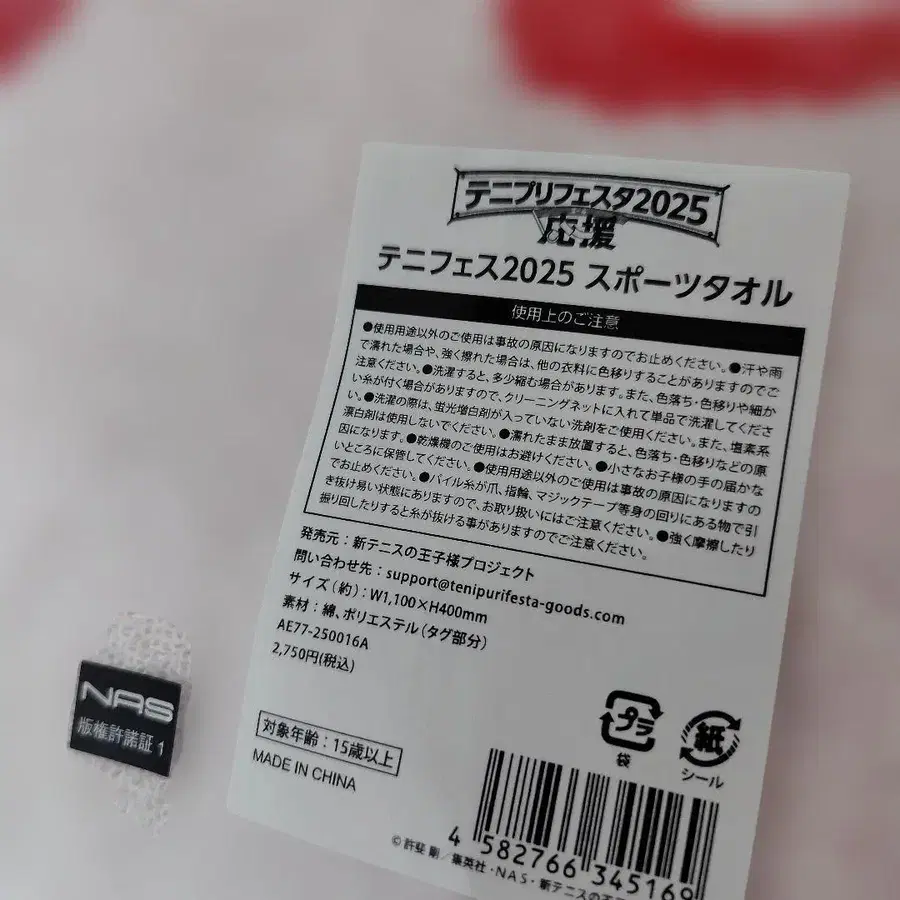 テニプリフェスタ2025
応援
テニフェス2025 スポーツタオル
使用上のご注意
●使用用途以外のご使用は事故の原因になりますのでお止めください。●汗や雨
で濡れた場合や、強く擦れた場合は、他の衣料に色移りすることがありますのでご
注意ください。●洗濯すると、多少縮む場合があります。また、色落ち・色移りや細か
い糸が付く場合がありますので、クリーニングネットに入れて単品で洗濯してくださ
い。●洗濯の際は、蛍光増白剤が入っていない洗剤をご使用ください。また、塩素系
漂白剤は使用しないでください。●濡れたまま放置すると、色落ち・色移りなどの原
因になります。●乾燥機のご使用はお避けください。●小さなお子様の手の届かな
いところに保管してください。●使用用途以外のご使用は事故の原因になりますの
でお止めください。●パイル糸が爪、指輪、マジックテープ等身の回りにある物で引
き抜け易い状態にありますので、お取り扱いにはご注意ください。●強く摩擦したり
振り回したりすると糸が抜ける事がありますのでご注意ください。
発売元：新テニスの王子様プロジェクト
問い合わせ先：support@tenipurifesta-goods.com
サイズ（約）：W1,100×H400mm
素材：綿、ポリエステル（タグ部分）
AE77-250016A
2,750円(税込)
対象年齢：15歳以上
MADE IN CHINA
プラ
袋
紙
シール
4 582766 345169
©許斐 剛／集英社・NAS・新テニスの
NAS
版権許諾証 1